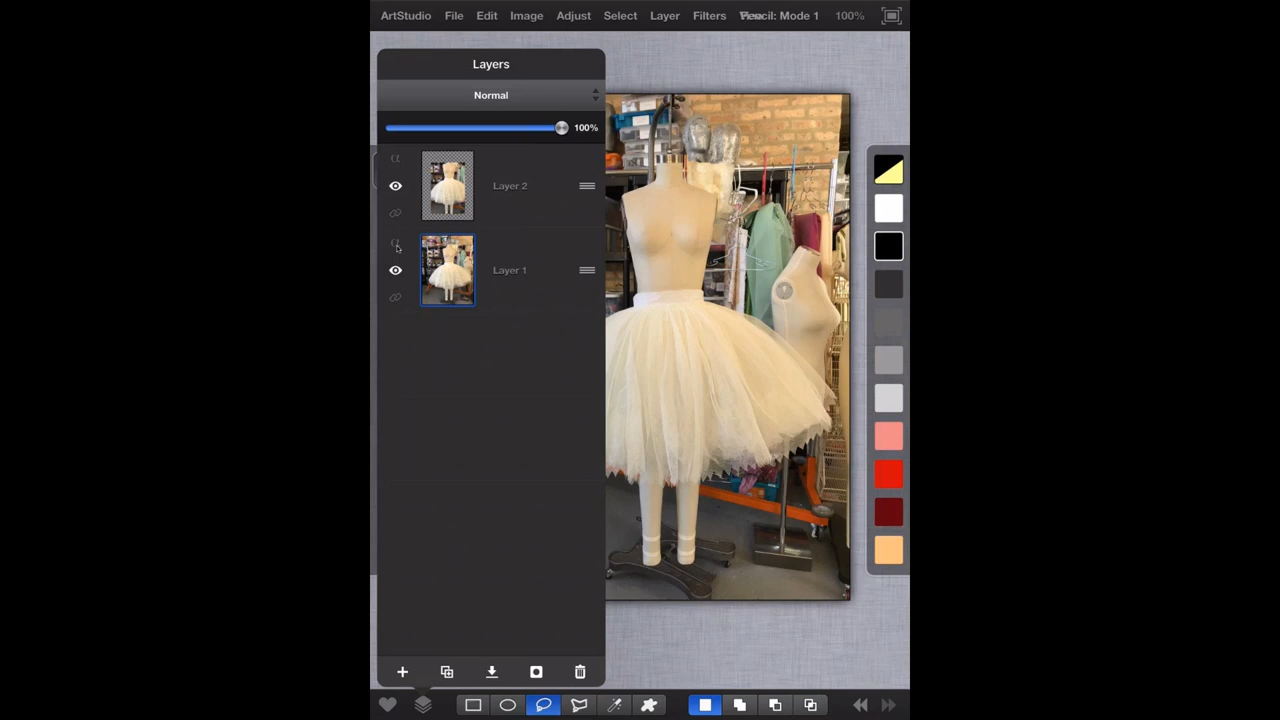 ArtStudio File Edit Image Adjust Select Layer Filters Pencil: Mode 1 100%
Layers
Normal
100%
Layer 2
Layer 1